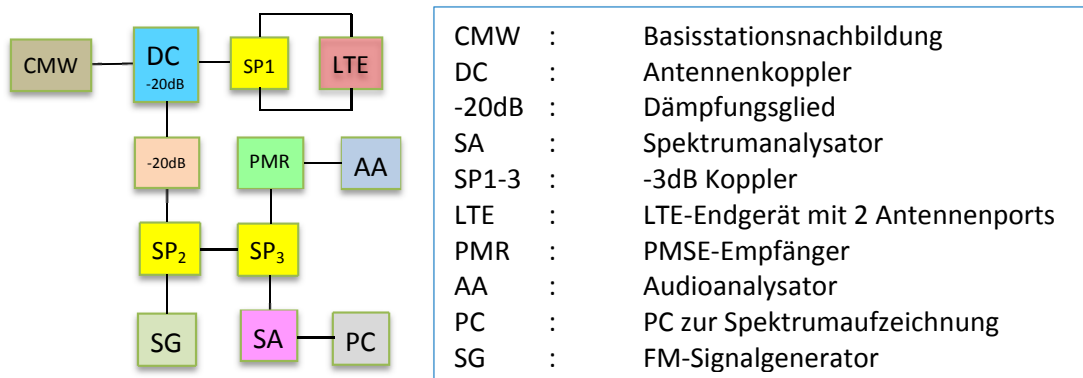 CMW
DC
-20dB
SP1
LTE
-20dB
PMR
AA
SP2
SP3
SG
SA
PC
CMW : Basisstationsnachbildung
DC : Antennenkoppler
-20dB : Dämpfungsglied
SA : Spektrumanalysator
SP1-3 : -3dB Koppler
LTE : LTE-Endgerät mit 2 Antennenports
PMR : PMSE-Empfänger
AA : Audioanalysator
PC : PC zur Spektrumaufzeichnung
SG : FM-Signalgenerator